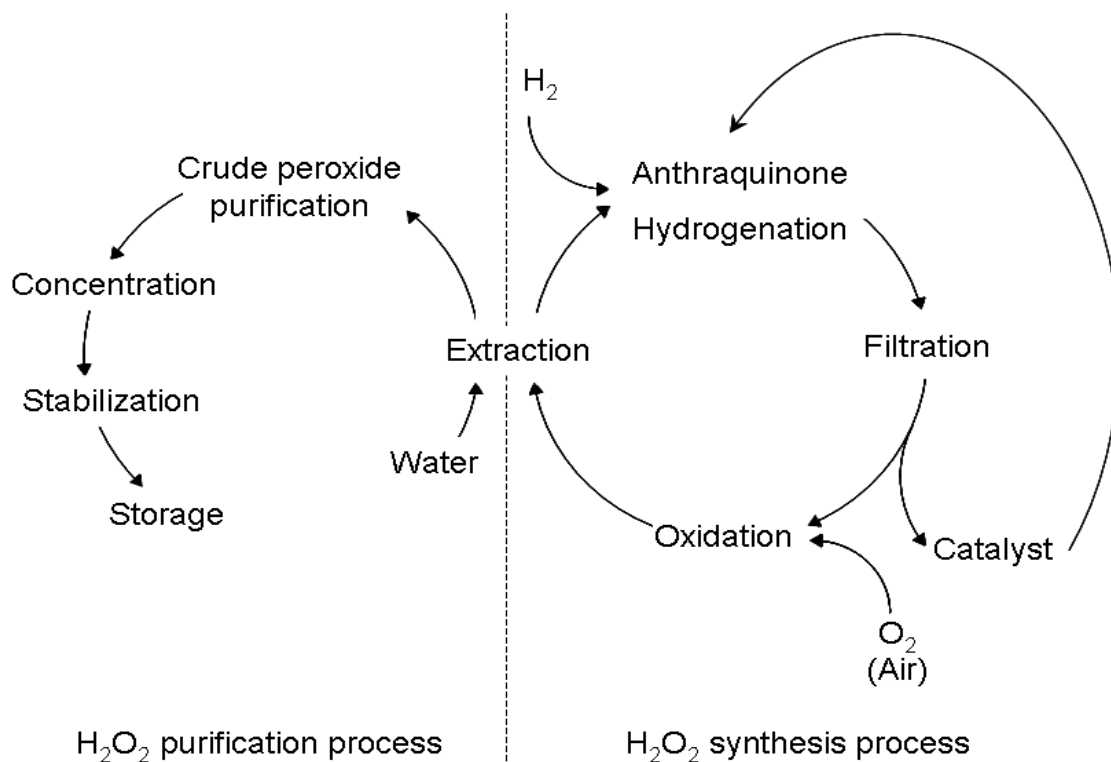 H₂
Crude peroxide
purification
Anthraquinone
Hydrogenation
Concentration
Extraction
Filtration
Stabilization
Water
Storage
Oxidation
Catalyst
O₂
(Air)
H₂O₂ purification process
H₂O₂ synthesis process